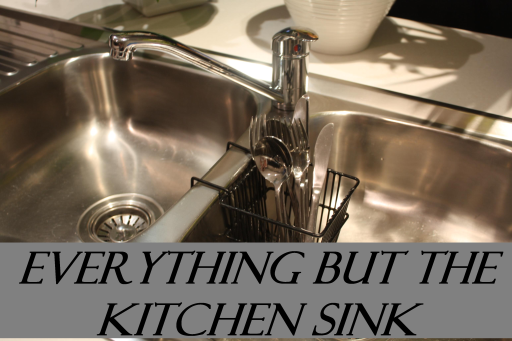 EVERYTHING BUT THE
KITCHEN SINK